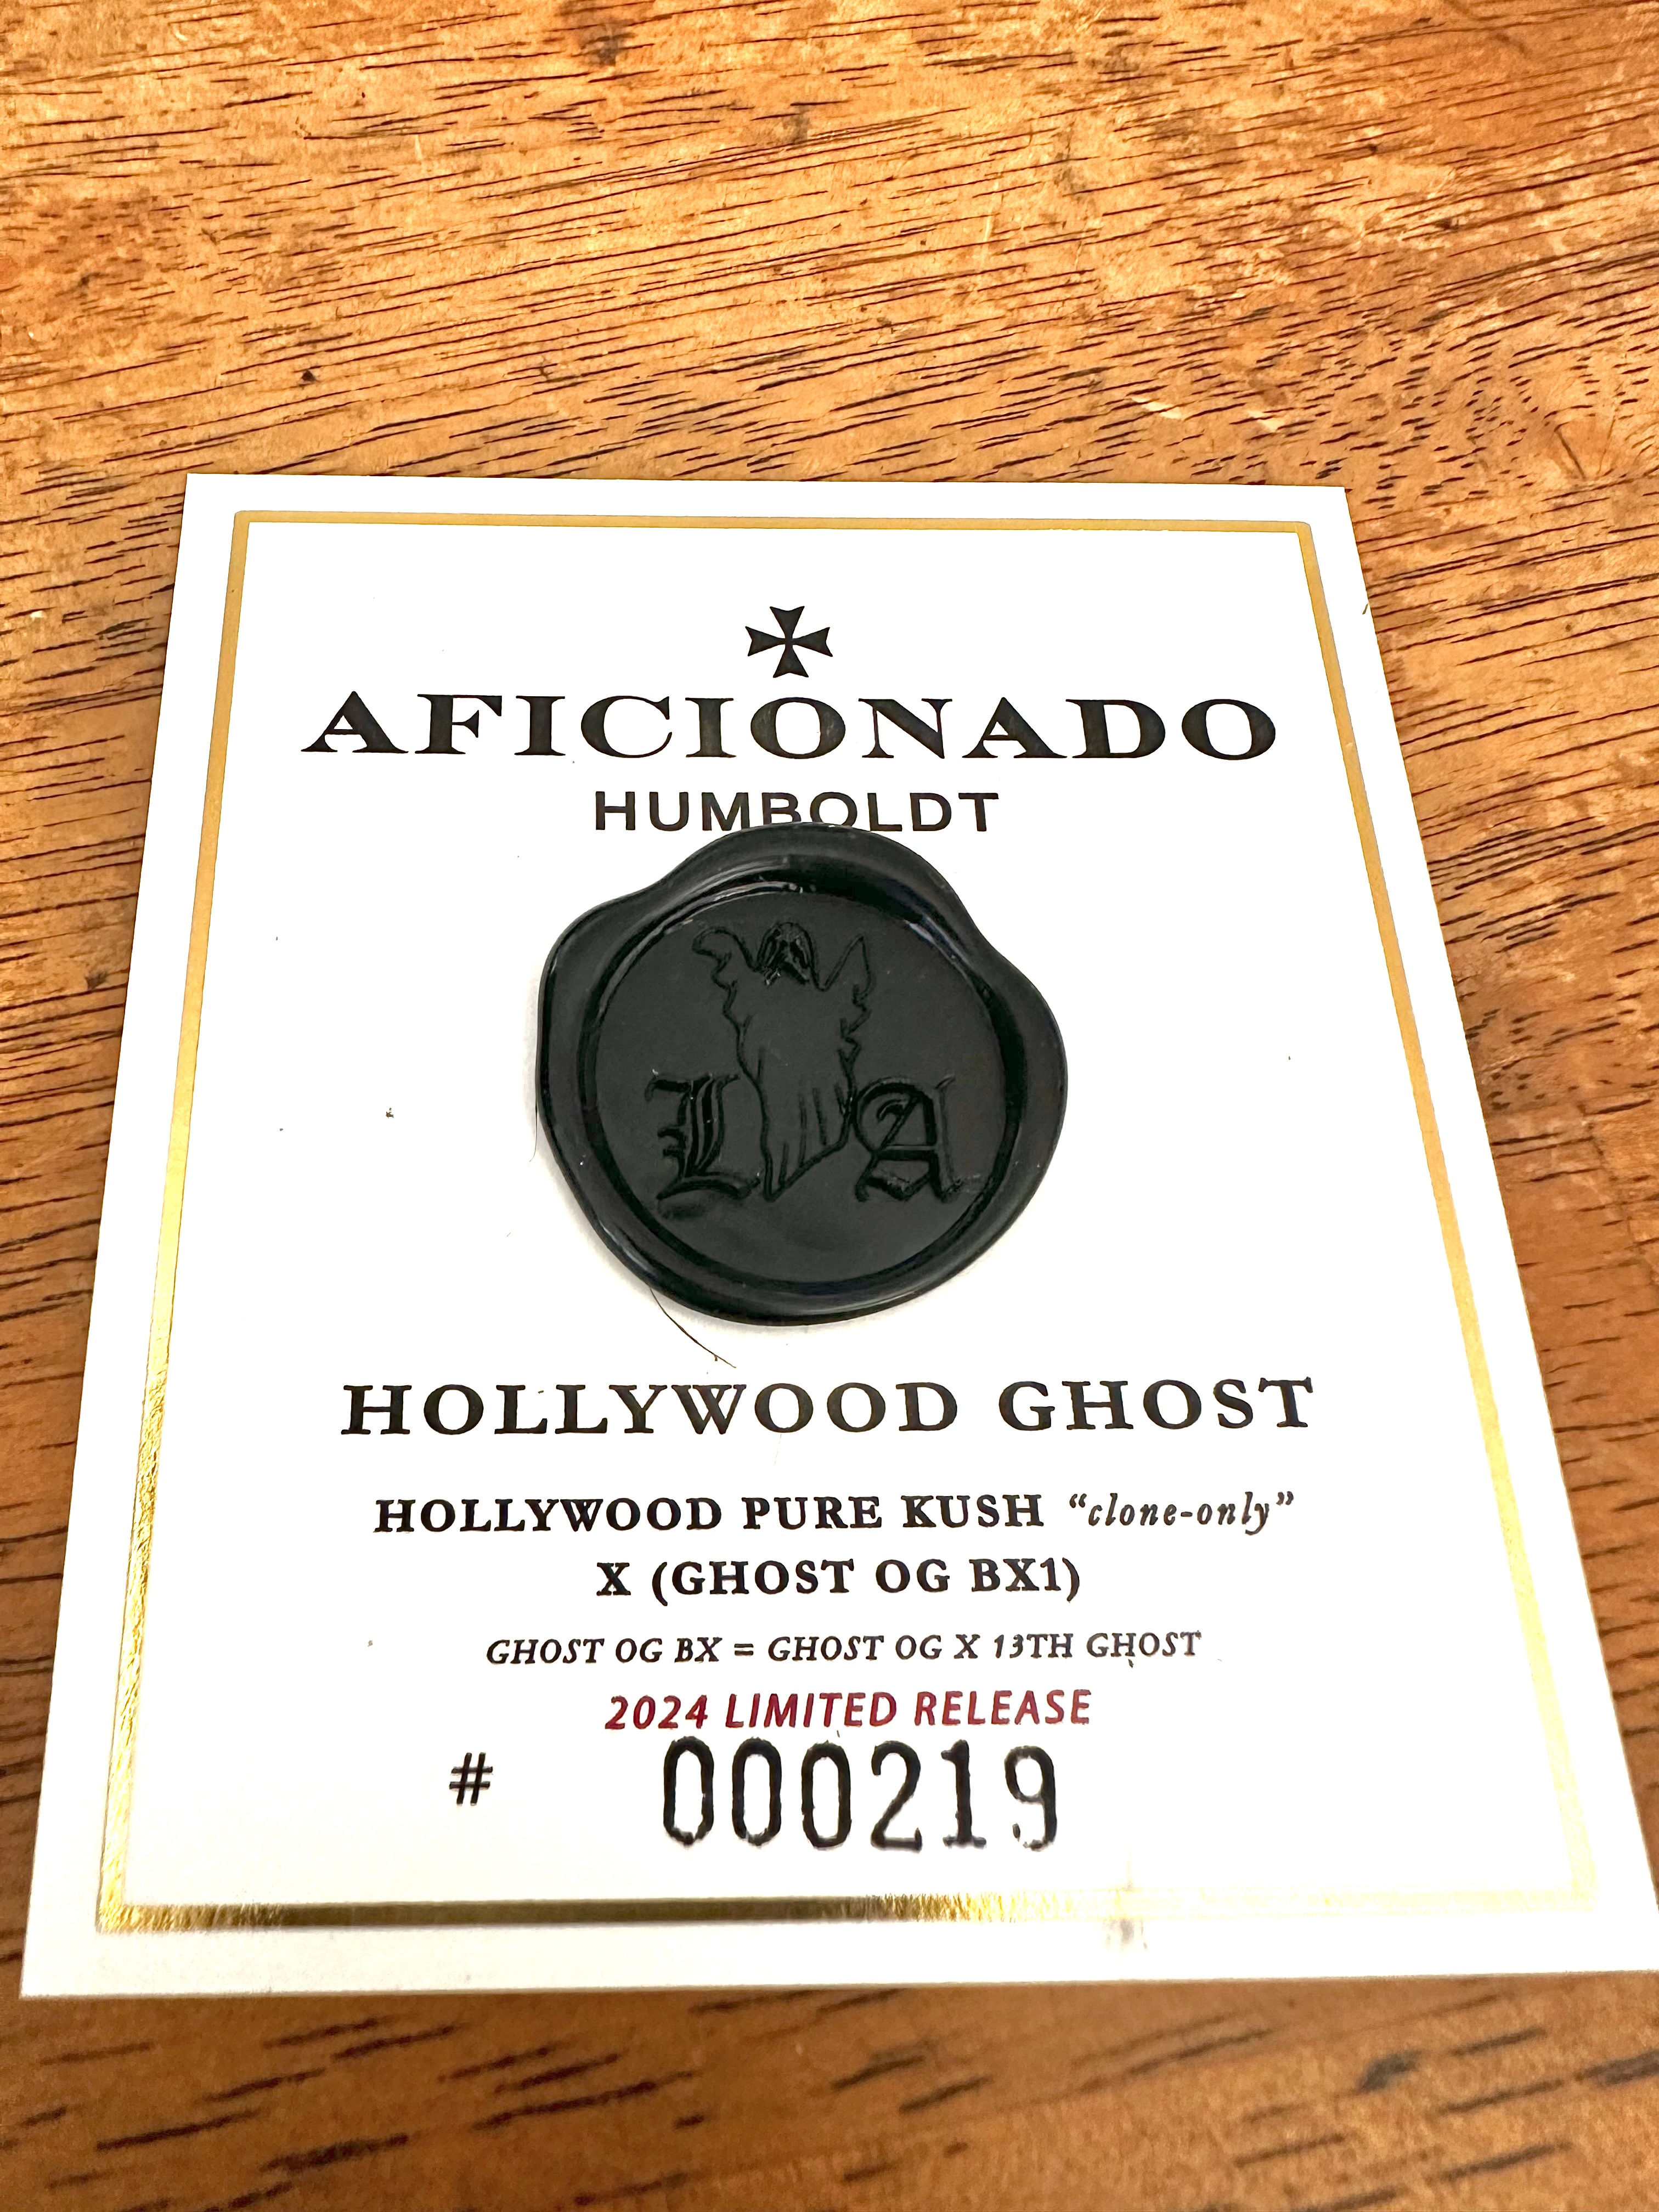 AFICIONADO
HUMBOLDT
L A
HOLLYWOOD GHOST
HOLLYWOOD PURE KUSH “clone-only”
X (GHOST OG BX1)
GHOST OG BX = GHOST OG X 13TH GHOST
2024 LIMITED RELEASE
# 000219